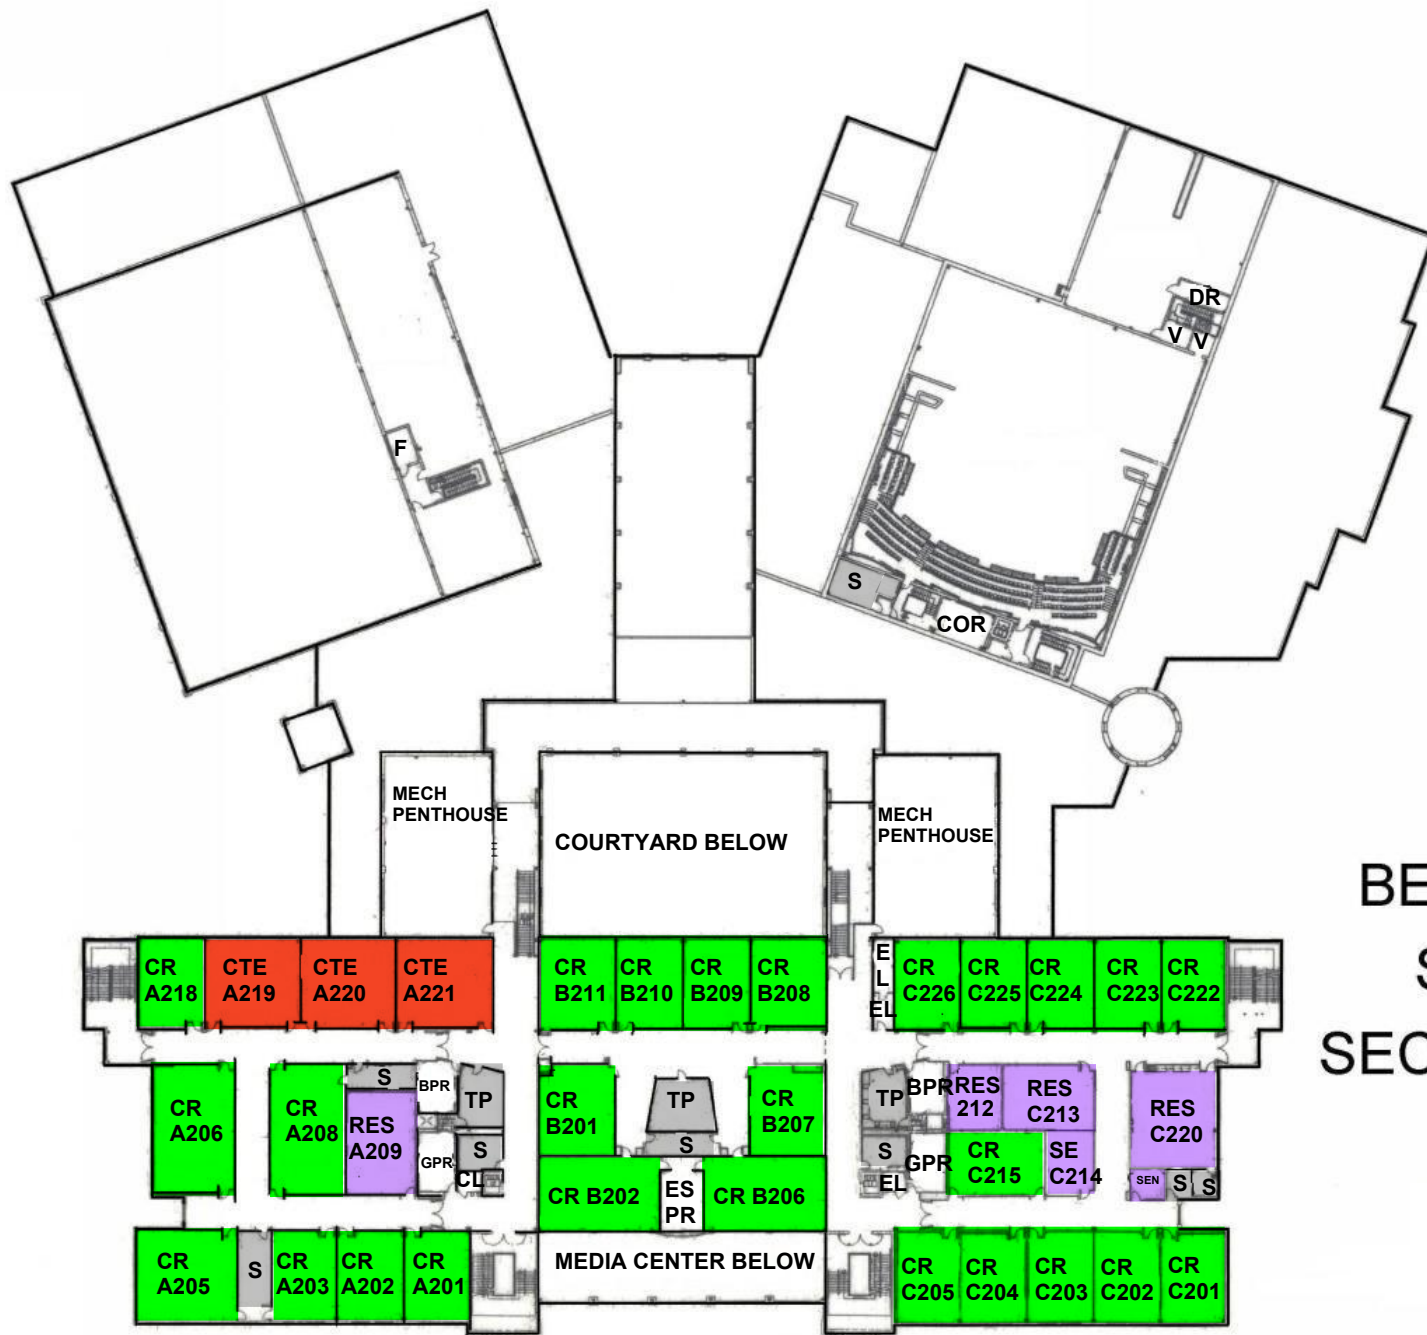 DR
V
V
F
S
COR
MECH
PENTHOUSE
MECH
PENTHOUSE
COURTYARD BELOW
BE
S
SEC
CR
A218
CTE
A219
CTE
A220
CTE
A221
CR
B211
CR
B210
CR
B209
CR
B208
E
L
EL
CR
C226
CR
C225
CR
C224
CR
C223
CR
C222
CR
A206
CR
A208
S
RES
A209
BPR
GPR
TP
S
CL
CR
B201
TP
S
CR
B207
CR B202
ES
PR
CR B206
TP
BPR
S
GPR
EL
RES
212
RES
C213
CR
C215
SE
C214
RES
C220
SEN
S
S
CR
A205
S
CR
A203
CR
A202
CR
A201
MEDIA CENTER BELOW
CR
C205
CR
C204
CR
C203
CR
C202
CR
C201